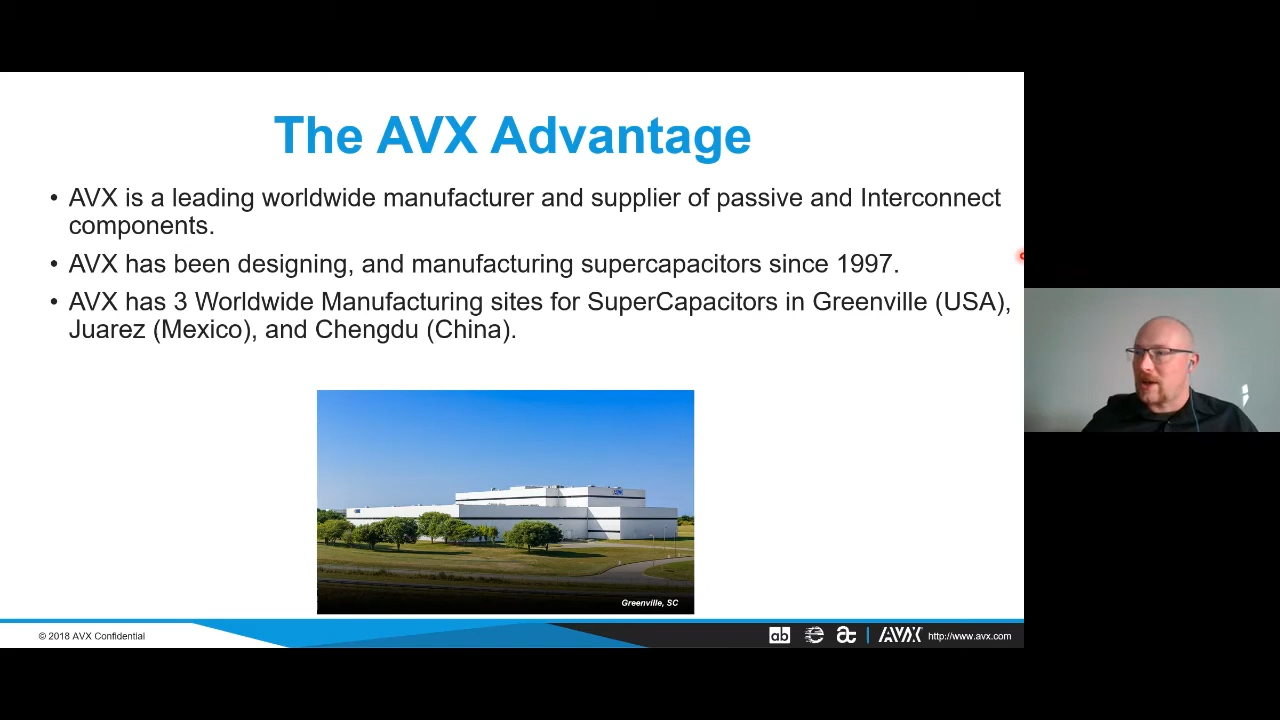 The AVX Advantage
• AVX is a leading worldwide manufacturer and supplier of passive and Interconnect
components.
• AVX has been designing, and manufacturing supercapacitors since 1997.
• AVX has 3 Worldwide Manufacturing sites for SuperCapacitors in Greenville (USA),
Juarez (Mexico), and Chengdu (China).
Greenville, SC
© 2018 AVX Confidential
ab
AVX http://www.avx.com